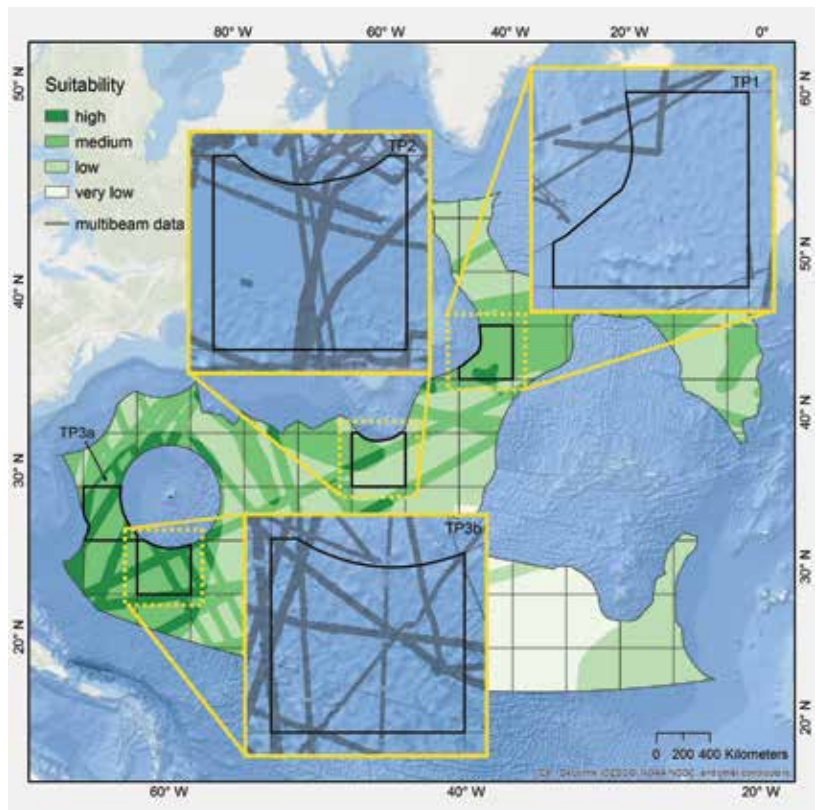 80° W 60° W 40° W 20° W 0°
50° N
60° N
Suitability
high
medium
low
very low
multibeam data
TP1
TP2
50° N
40° N
40° N
TP3a
30° N
TP3b
30° N
20° N
20° N
0 200 400 Kilometers
60° W 40° W 20° W